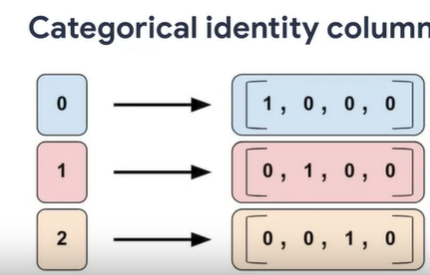 Categorical identity column
0 [1, 0, 0, 0]
1 [0, 1, 0, 0]
2 [0, 0, 1, 0]